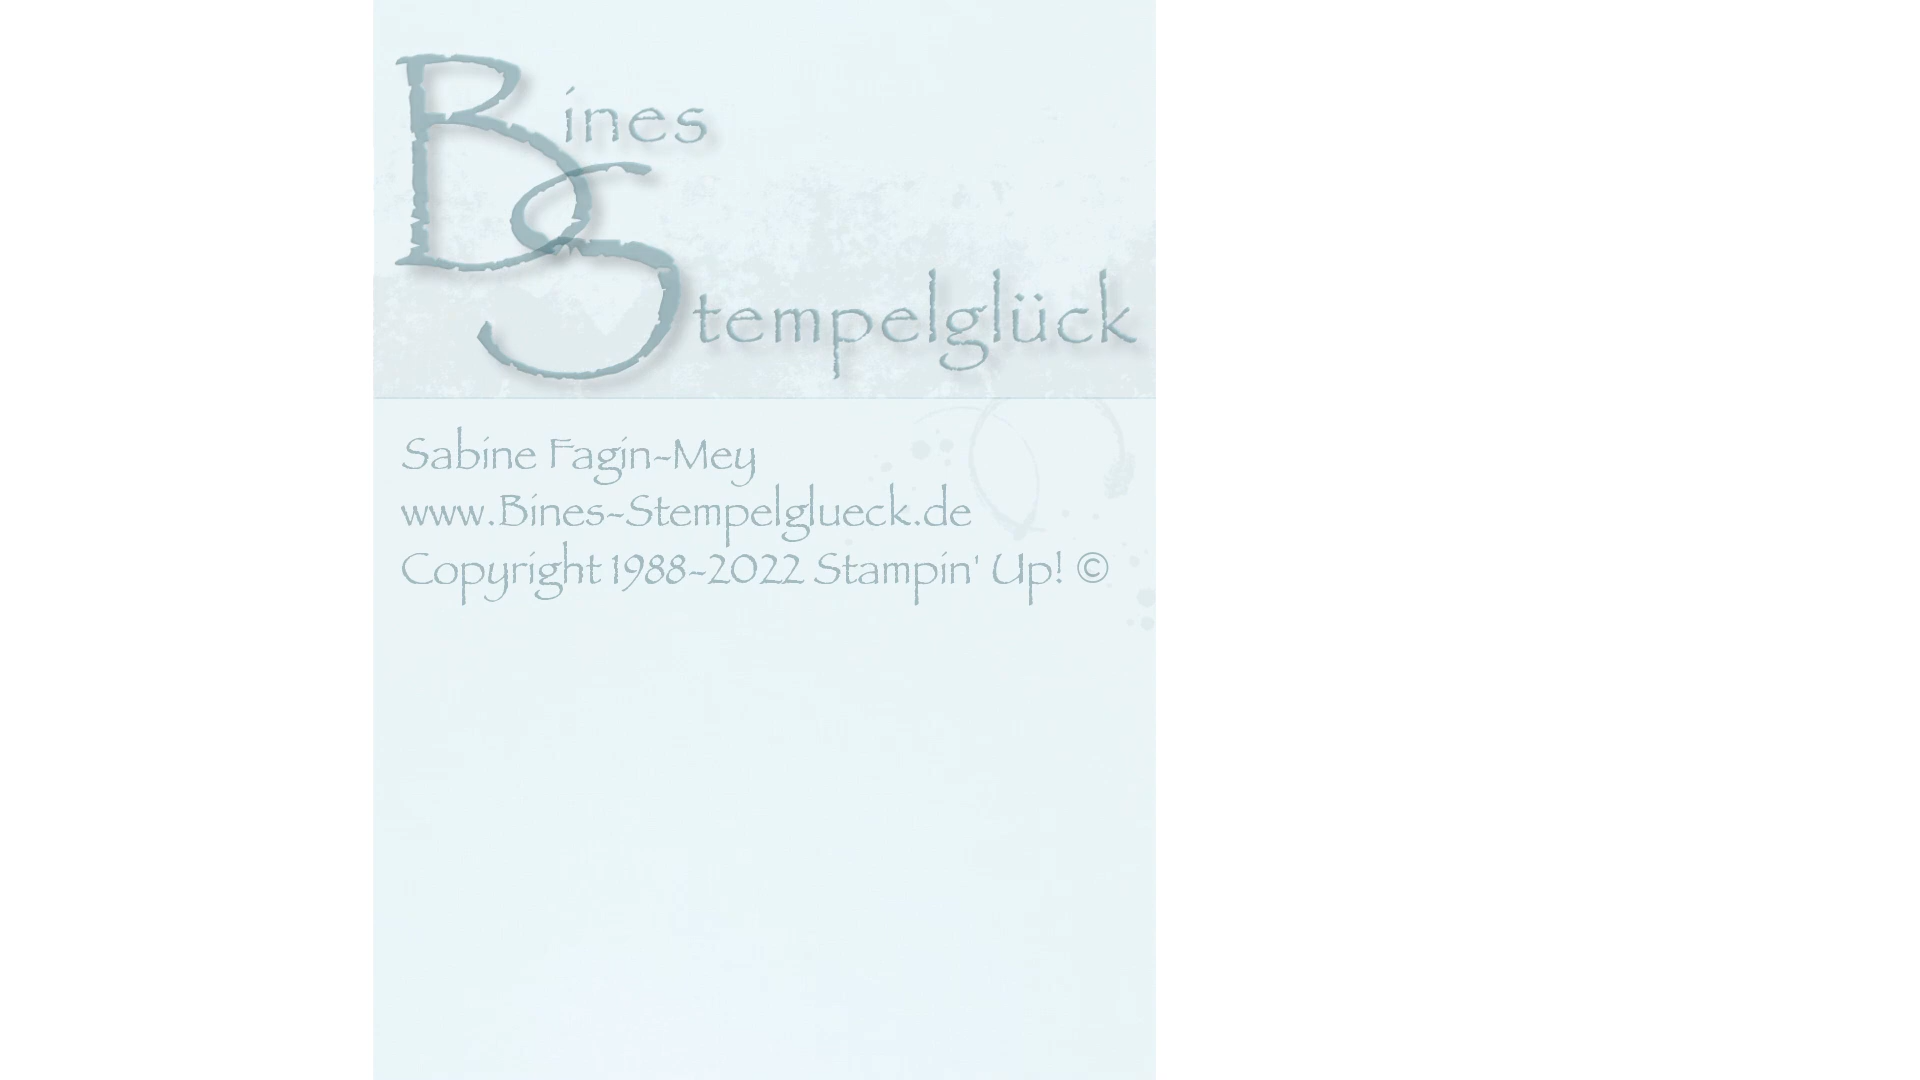 Bines
Stempelglück
Sabine Fagin-Mey
www.Bines-Stempelglueck.de
Copyright 1988-2022 Stampin' Up! ©